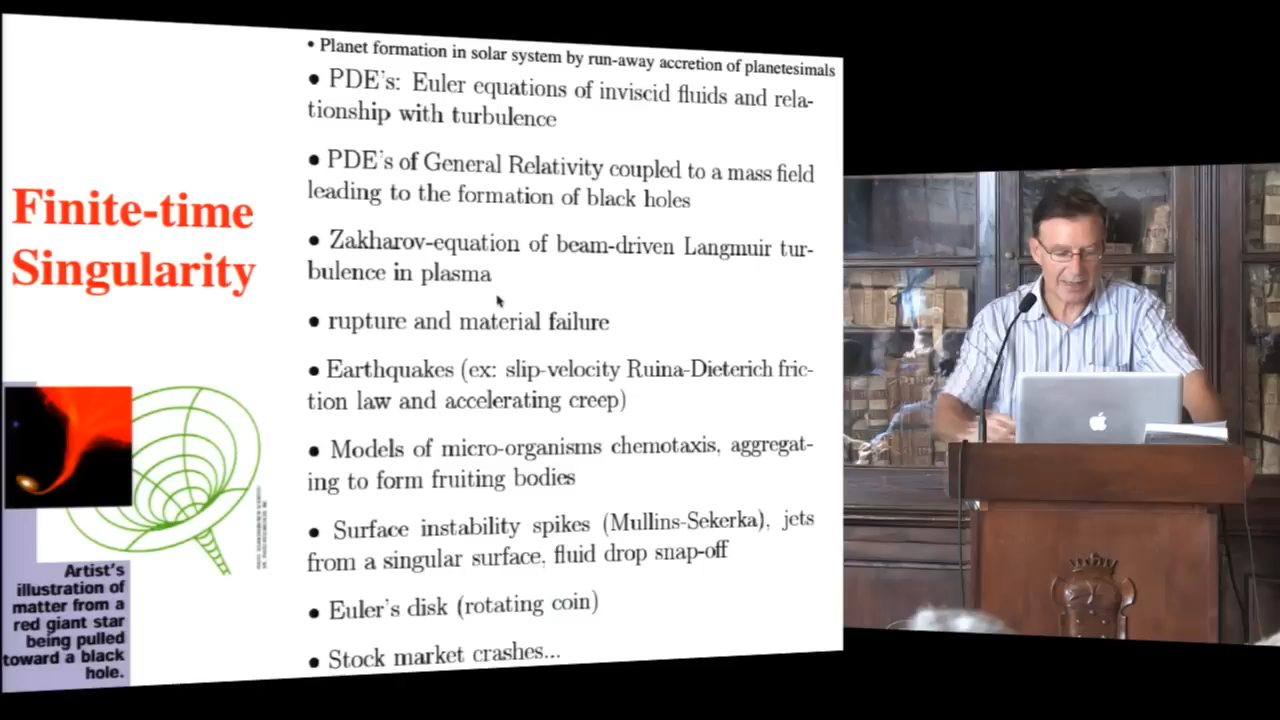 Finite-time
Singularity
Artist's
illustration of
matter from a
red giant star
being pulled
toward a black
hole.
• Planet formation in solar system by run-away accretion of planetesimals
• PDE's: Euler equations of inviscid fluids and rela-
tionship with turbulence
• PDE's of General Relativity coupled to a mass field
leading to the formation of black holes
• Zakharov-equation of beam-driven Langmuir tur-
bulence in plasma
• rupture and material failure
• Earthquakes (ex: slip-velocity Ruina-Dieterich fric-
tion law and accelerating creep)
• Models of micro-organisms chemotaxis, aggregat-
ing to form fruiting bodies
• Surface instability spikes (Mullins-Sekerka), jets
from a singular surface, fluid drop snap-off
• Euler's disk (rotating coin)
• Stock market crashes...